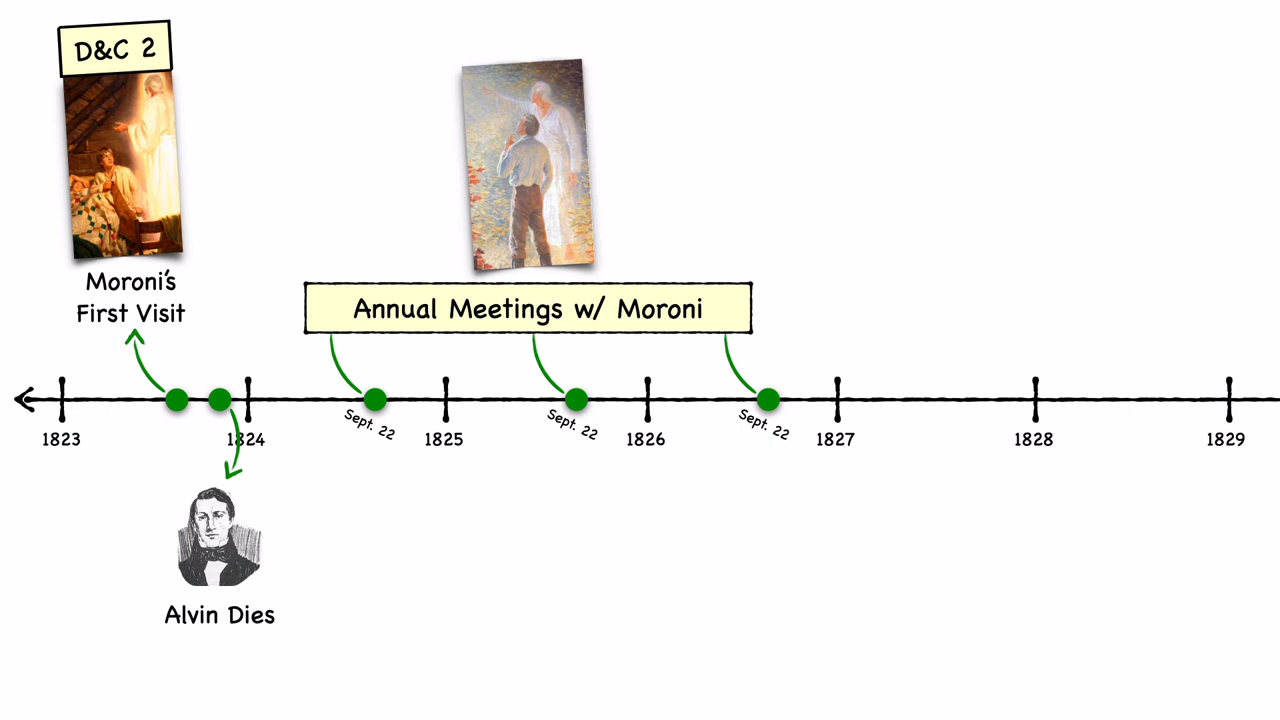 D&C 2
Moroni's
First Visit
Annual Meetings w/ Moroni
Sept. 22
Sept. 22
Sept. 22
1823
1824
1825
1826
1827
1828
1829
Alvin Dies